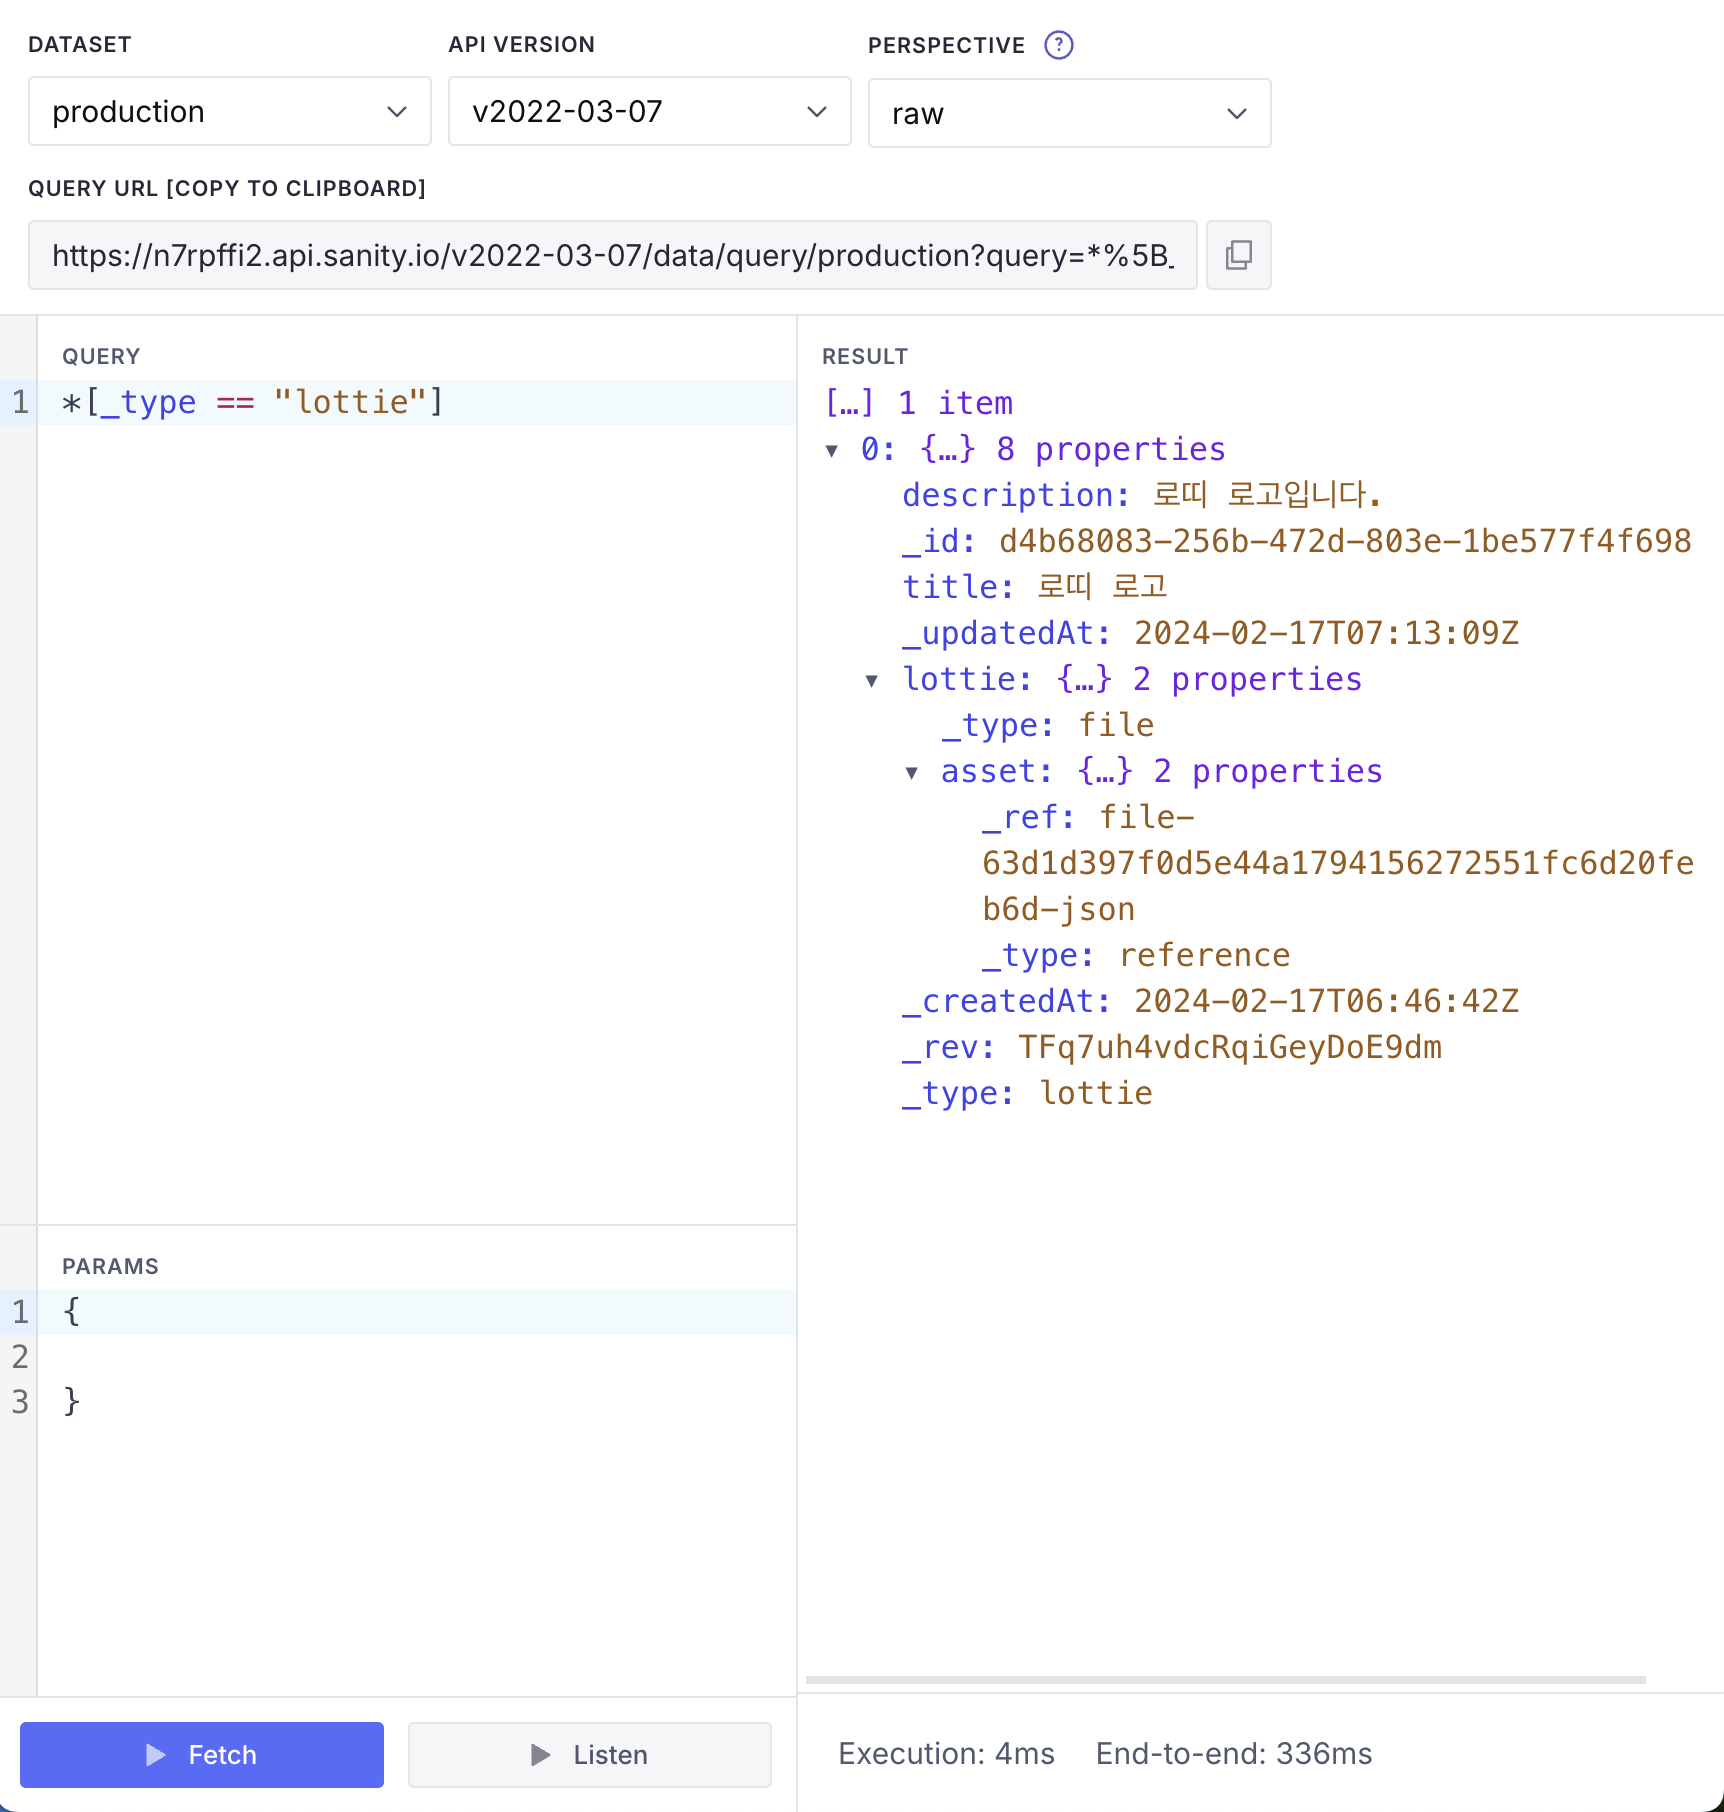 DATASET
API VERSION
PERSPECTIVE ?
production
v2022-03-07
raw
QUERY URL [COPY TO CLIPBOARD]
https://n7rpffi2.api.sanity.io/v2022-03-07/data/query/production?query=*%5B_
QUERY
1 *[_type == "lottie"]
PARAMS
1 {
2
3 }
Fetch
Listen
RESULT
[…] 1 item
▼ 0: {…} 8 properties
description: 로띠 로고입니다.
_id: d4b68083-256b-472d-803e-1be577f4f698
title: 로띠 로고
_updatedAt: 2024-02-17T07:13:09Z
▼ lottie: {…} 2 properties
_type: file
▼ asset: {…} 2 properties
_ref: file-
63d1d397f0d5e44a1794156272551fc6d20fe
b6d-json
_type: reference
_createdAt: 2024-02-17T06:46:42Z
_rev: TFq7uh4vdcRqiGeyDoE9dm
_type: lottie
Execution: 4ms End-to-end: 336ms